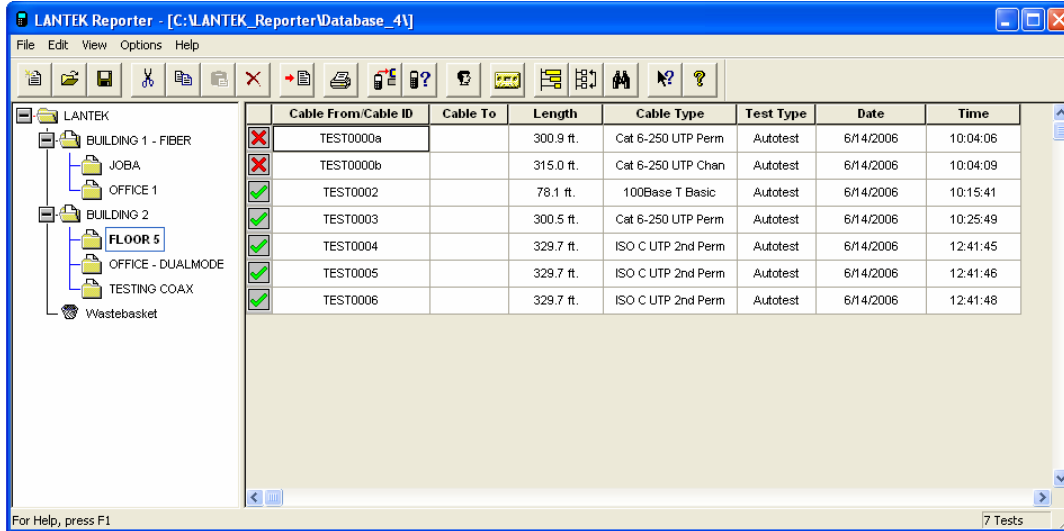 LANTEK Reporter - [C:\LANTEK_Reporter\Database_4\]
File Edit View Options Help
LANTEK
BUILDING 1 - FIBER
JOBA
OFFICE 1
BUILDING 2
FLOOR 5
OFFICE - DUALMODE
TESTING COAX
Wastebasket
Cable From/Cable ID Cable To Length Cable Type Test Type Date Time
TEST0000a 300.9 ft. Cat 6-250 UTP Perm Autotest 6/14/2006 10:04:06
TEST0000b 315.0 ft. Cat 6-250 UTP Chan Autotest 6/14/2006 10:04:09
TEST0002 78.1 ft. 100Base T Basic Autotest 6/14/2006 10:15:41
TEST0003 300.5 ft. Cat 6-250 UTP Perm Autotest 6/14/2006 10:25:49
TEST0004 329.7 ft. ISO C UTP 2nd Perm Autotest 6/14/2006 12:41:45
TEST0005 329.7 ft. ISO C UTP 2nd Perm Autotest 6/14/2006 12:41:46
TEST0006 329.7 ft. ISO C UTP 2nd Perm Autotest 6/14/2006 12:41:48
For Help, press F1
7 Tests